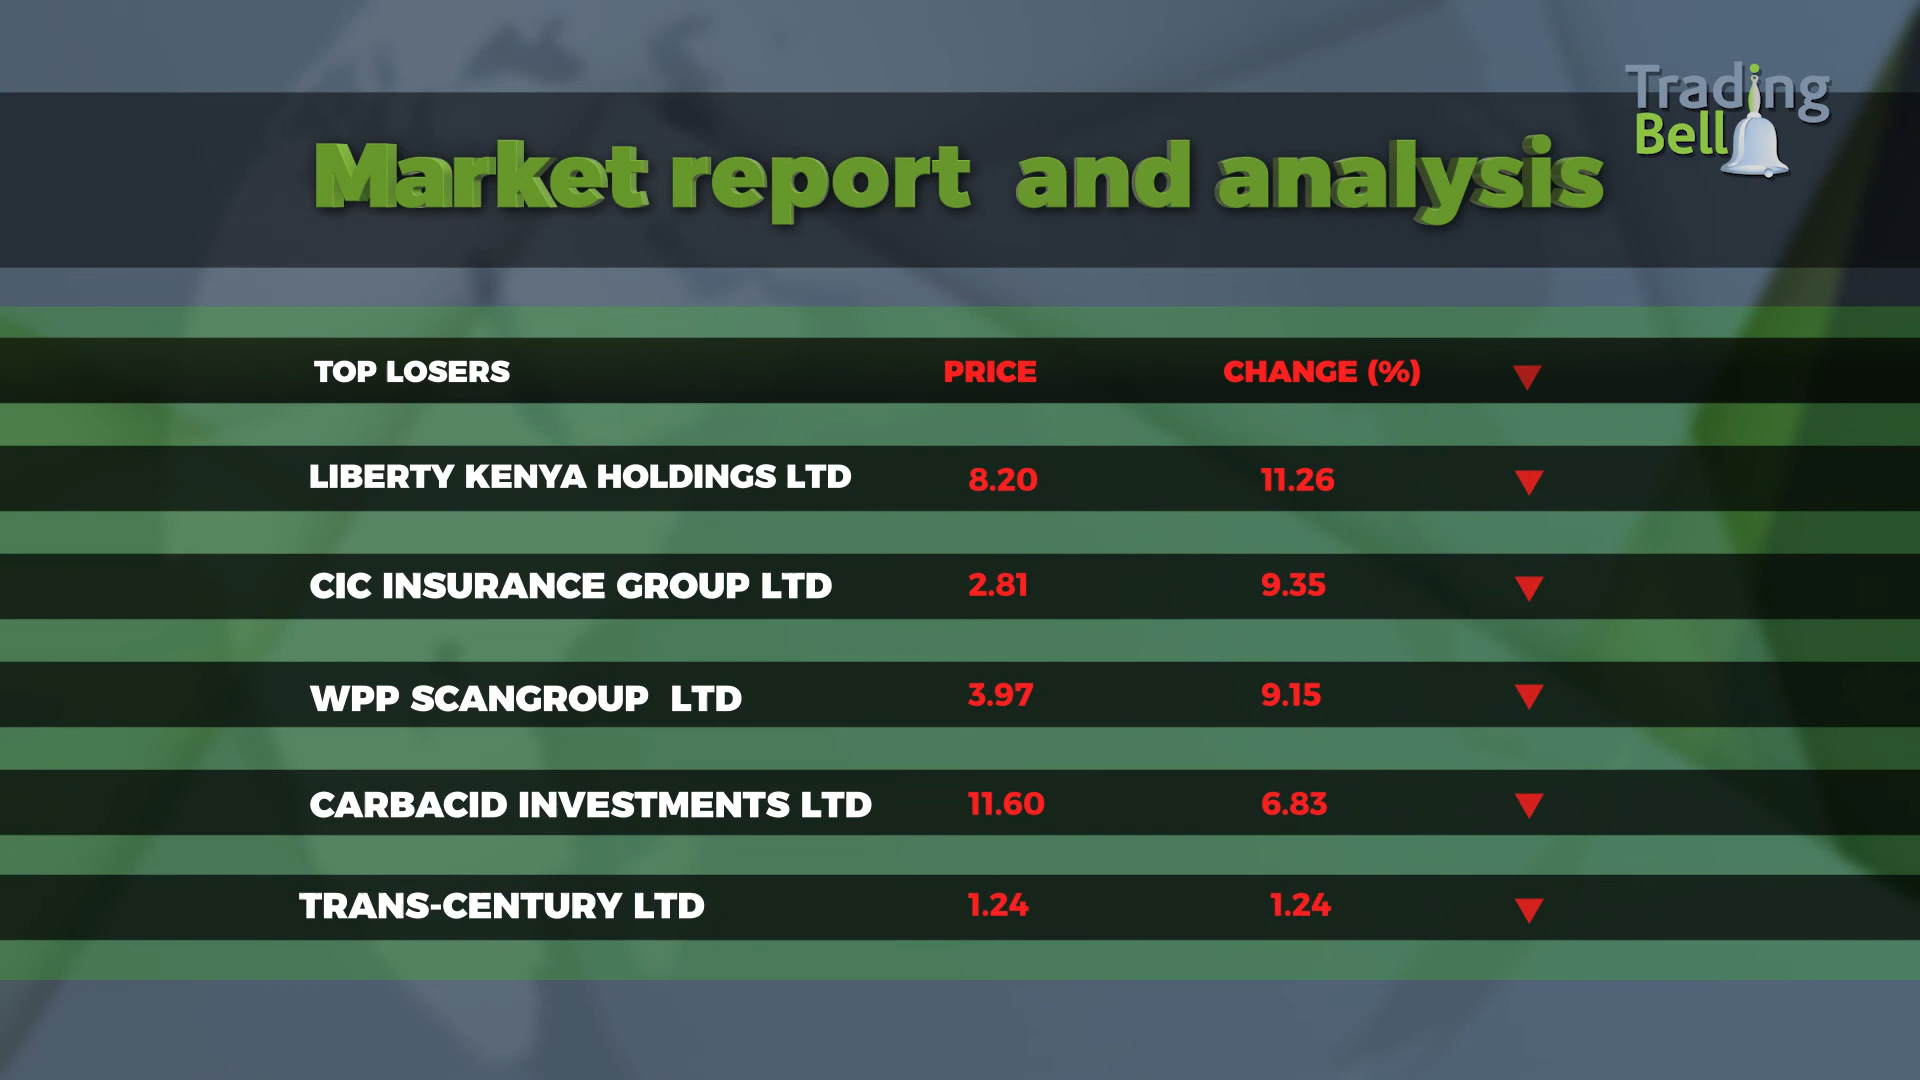 Trading
Bell
Market report and analysis
TOP LOSERS PRICE CHANGE (%)
LIBERTY KENYA HOLDINGS LTD 8.20 11.26
CIC INSURANCE GROUP LTD 2.81 9.35
WPP SCANGROUP LTD 3.97 9.15
CARBACID INVESTMENTS LTD 11.60 6.83
TRANS-CENTURY LTD 1.24 1.24